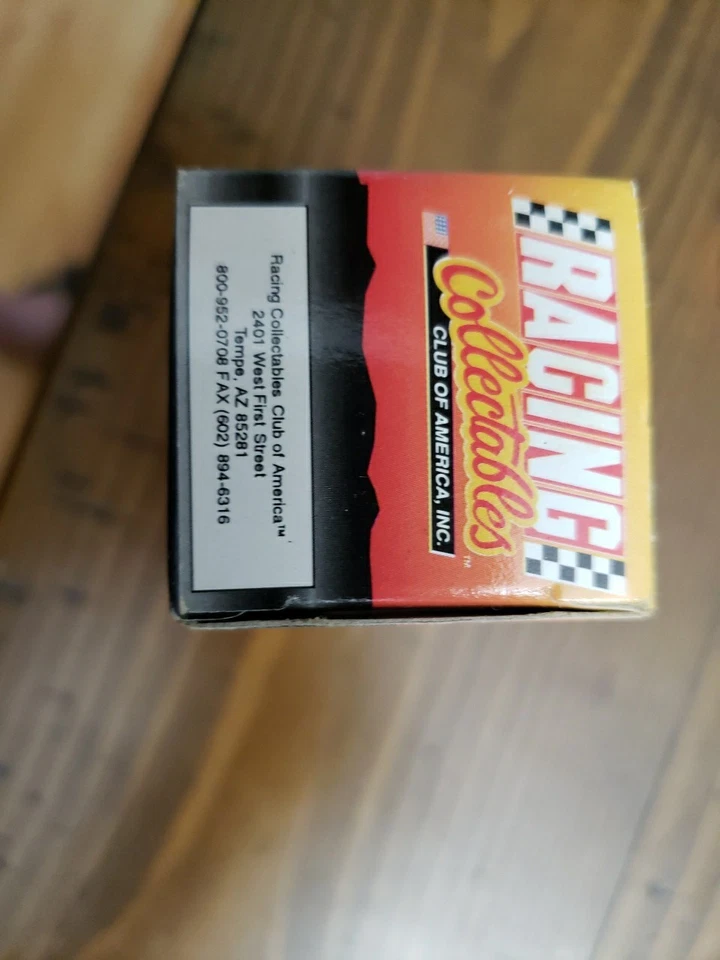 RACING
Collectables™
CLUB OF AMERICA, INC.
Racing Collectables Club of America™
2401 West First Street
Tempe, AZ 85281
800-952-0708 FAX (602) 894-6316